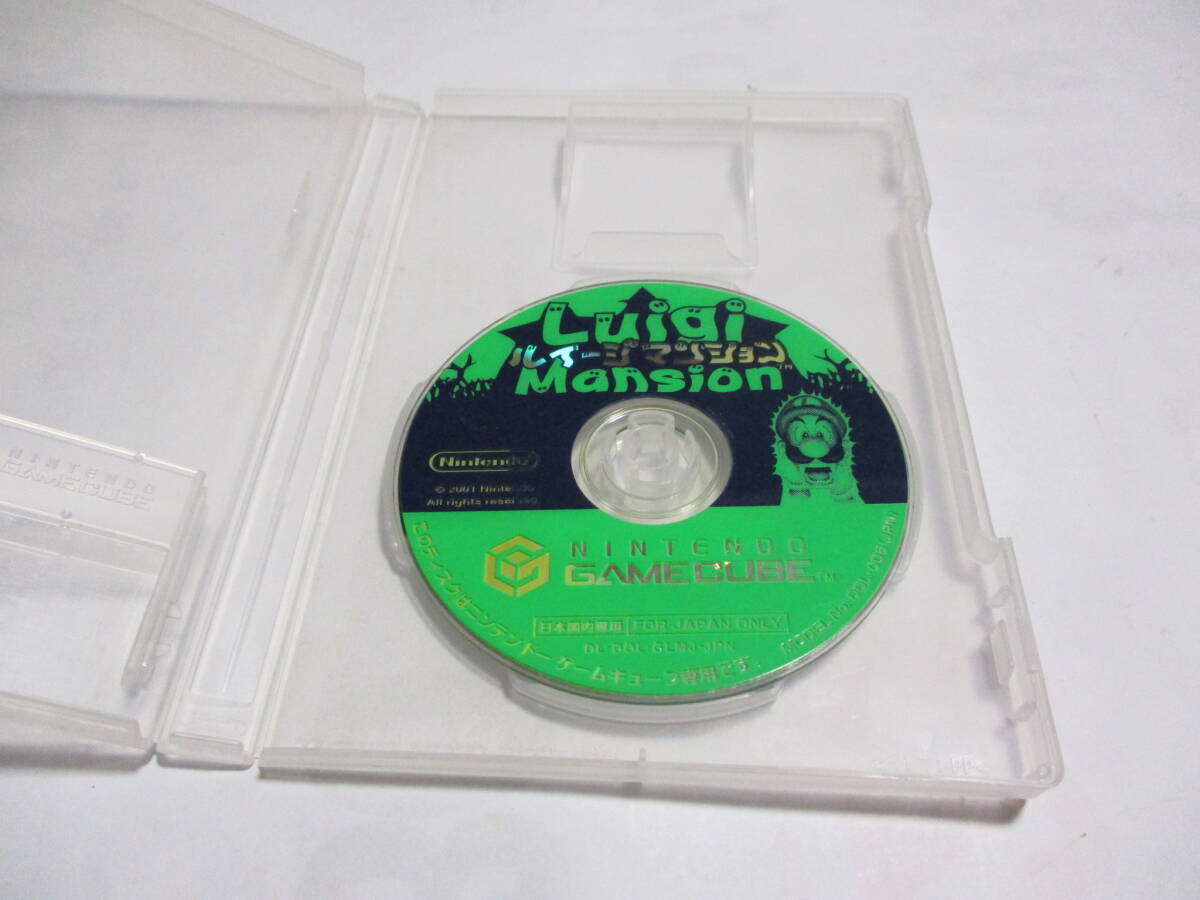 Luigi
ルイージマンション™
Mansion
Nintendo
© 2001 Nintendo
All rights reserved.
NINTENDO
GAMECUBE™
日本国内専用 FOR JAPAN ONLY
DL-DOL-GLMJ-JPN
このディスクはニンテンドーゲームキューブ専用です。
MODEL No. DOL-006(JPN)
NINTENDO
GAMECUBE